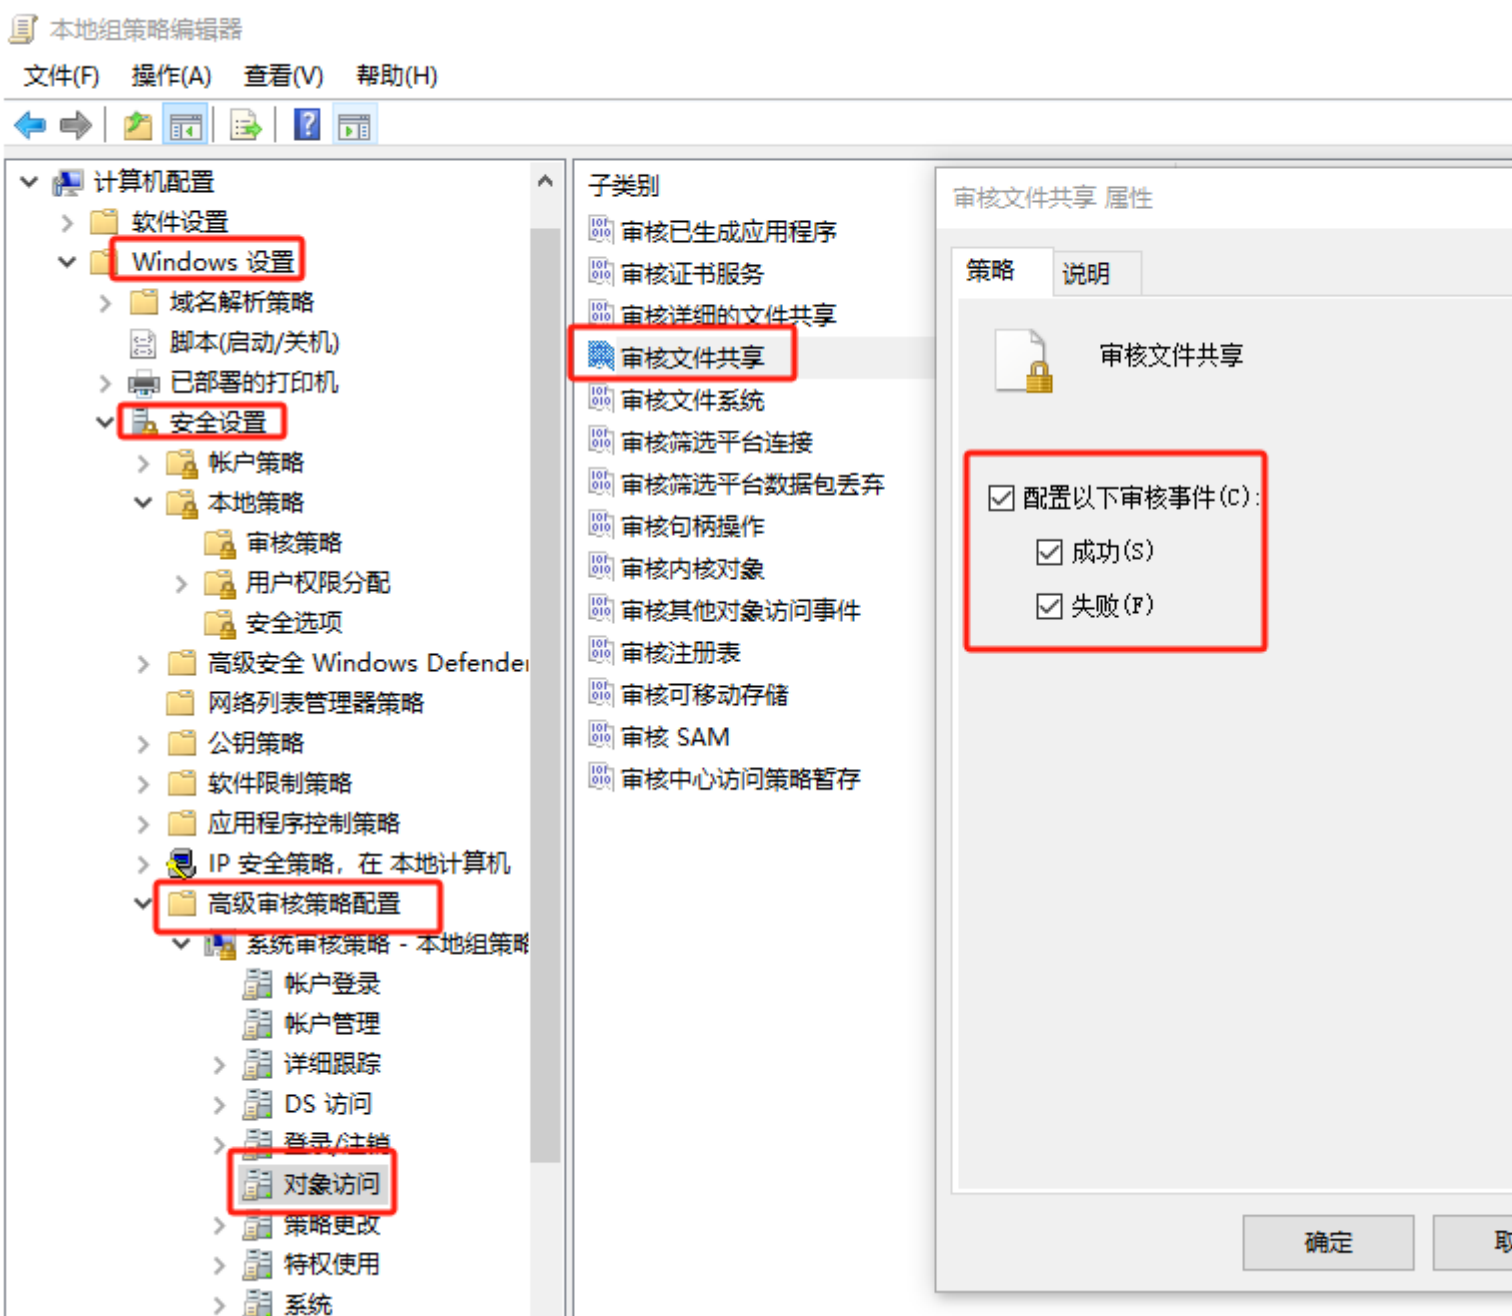 本地组策略编辑器
文件(F) 操作(A) 查看(V) 帮助(H)
计算机配置
软件设置
Windows 设置
域名解析策略
脚本(启动/关机)
已部署的打印机
安全设置
帐户策略
本地策略
审核策略
用户权限分配
安全选项
高级安全 Windows Defender
网络列表管理器策略
公钥策略
软件限制策略
应用程序控制策略
IP 安全策略，在 本地计算机
高级审核策略配置
系统审核策略 - 本地组策略
帐户登录
帐户管理
详细跟踪
DS 访问
登录/注销
对象访问
策略更改
特权使用
系统
子类别
审核已生成应用程序
审核证书服务
审核详细的文件共享
审核文件共享
审核文件系统
审核筛选平台连接
审核筛选平台数据包丢弃
审核句柄操作
审核内核对象
审核其他对象访问事件
审核注册表
审核可移动存储
审核 SAM
审核中心访问策略暂存
审核文件共享 属性
策略 说明
审核文件共享
配置以下审核事件(C):
成功(S)
失败(F)
确定 取